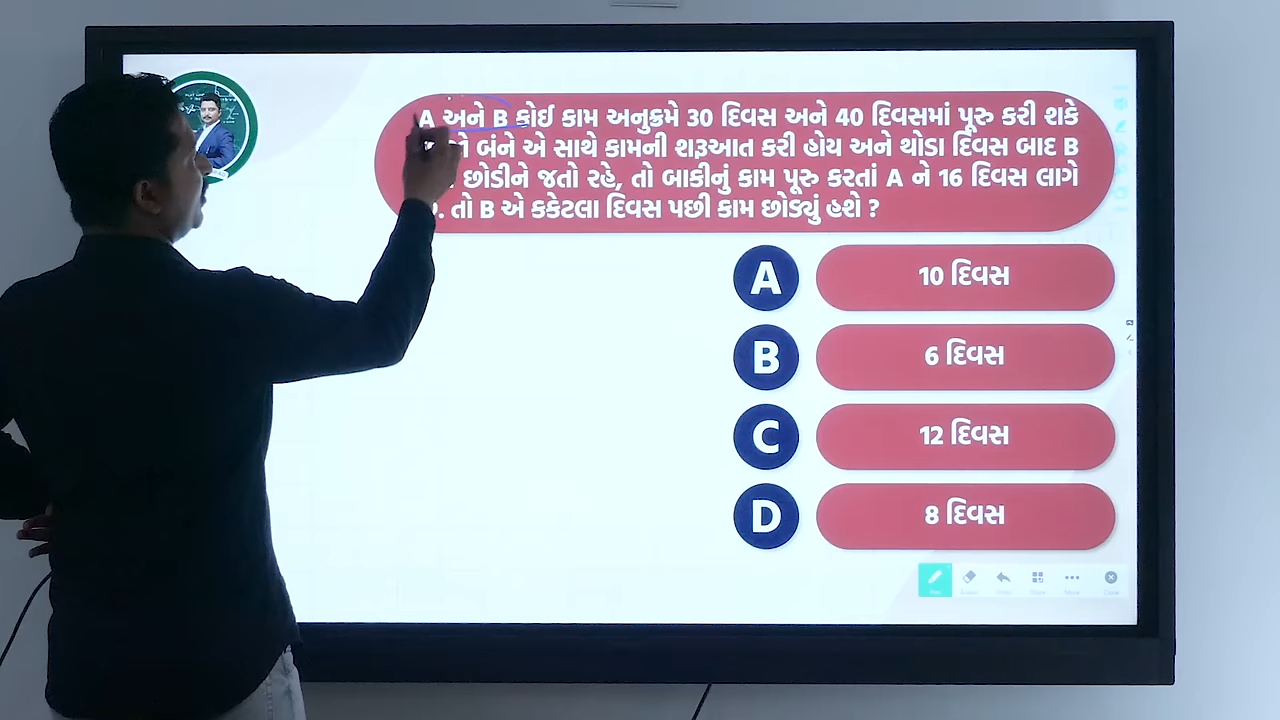 A અને B કોઈ કામ અનુક્રમે 30 દિવસ અને 40 દિવસમાં પૂરુ કરી શકે
બંને એ સાથે કામની શરૂઆત કરી હોય અને થોડા દિવસ બાદ B
છોડીને જતો રહે, તો બાકીનું કામ પૂરુ કરતાં A ને 16 દિવસ લાગે
. તો B એ કકેટલા દિવસ પછી કામ છોડ્યું હશે ?
A 10 દિવસ
B 6 દિવસ
C 12 દિવસ
D 8 દિવસ